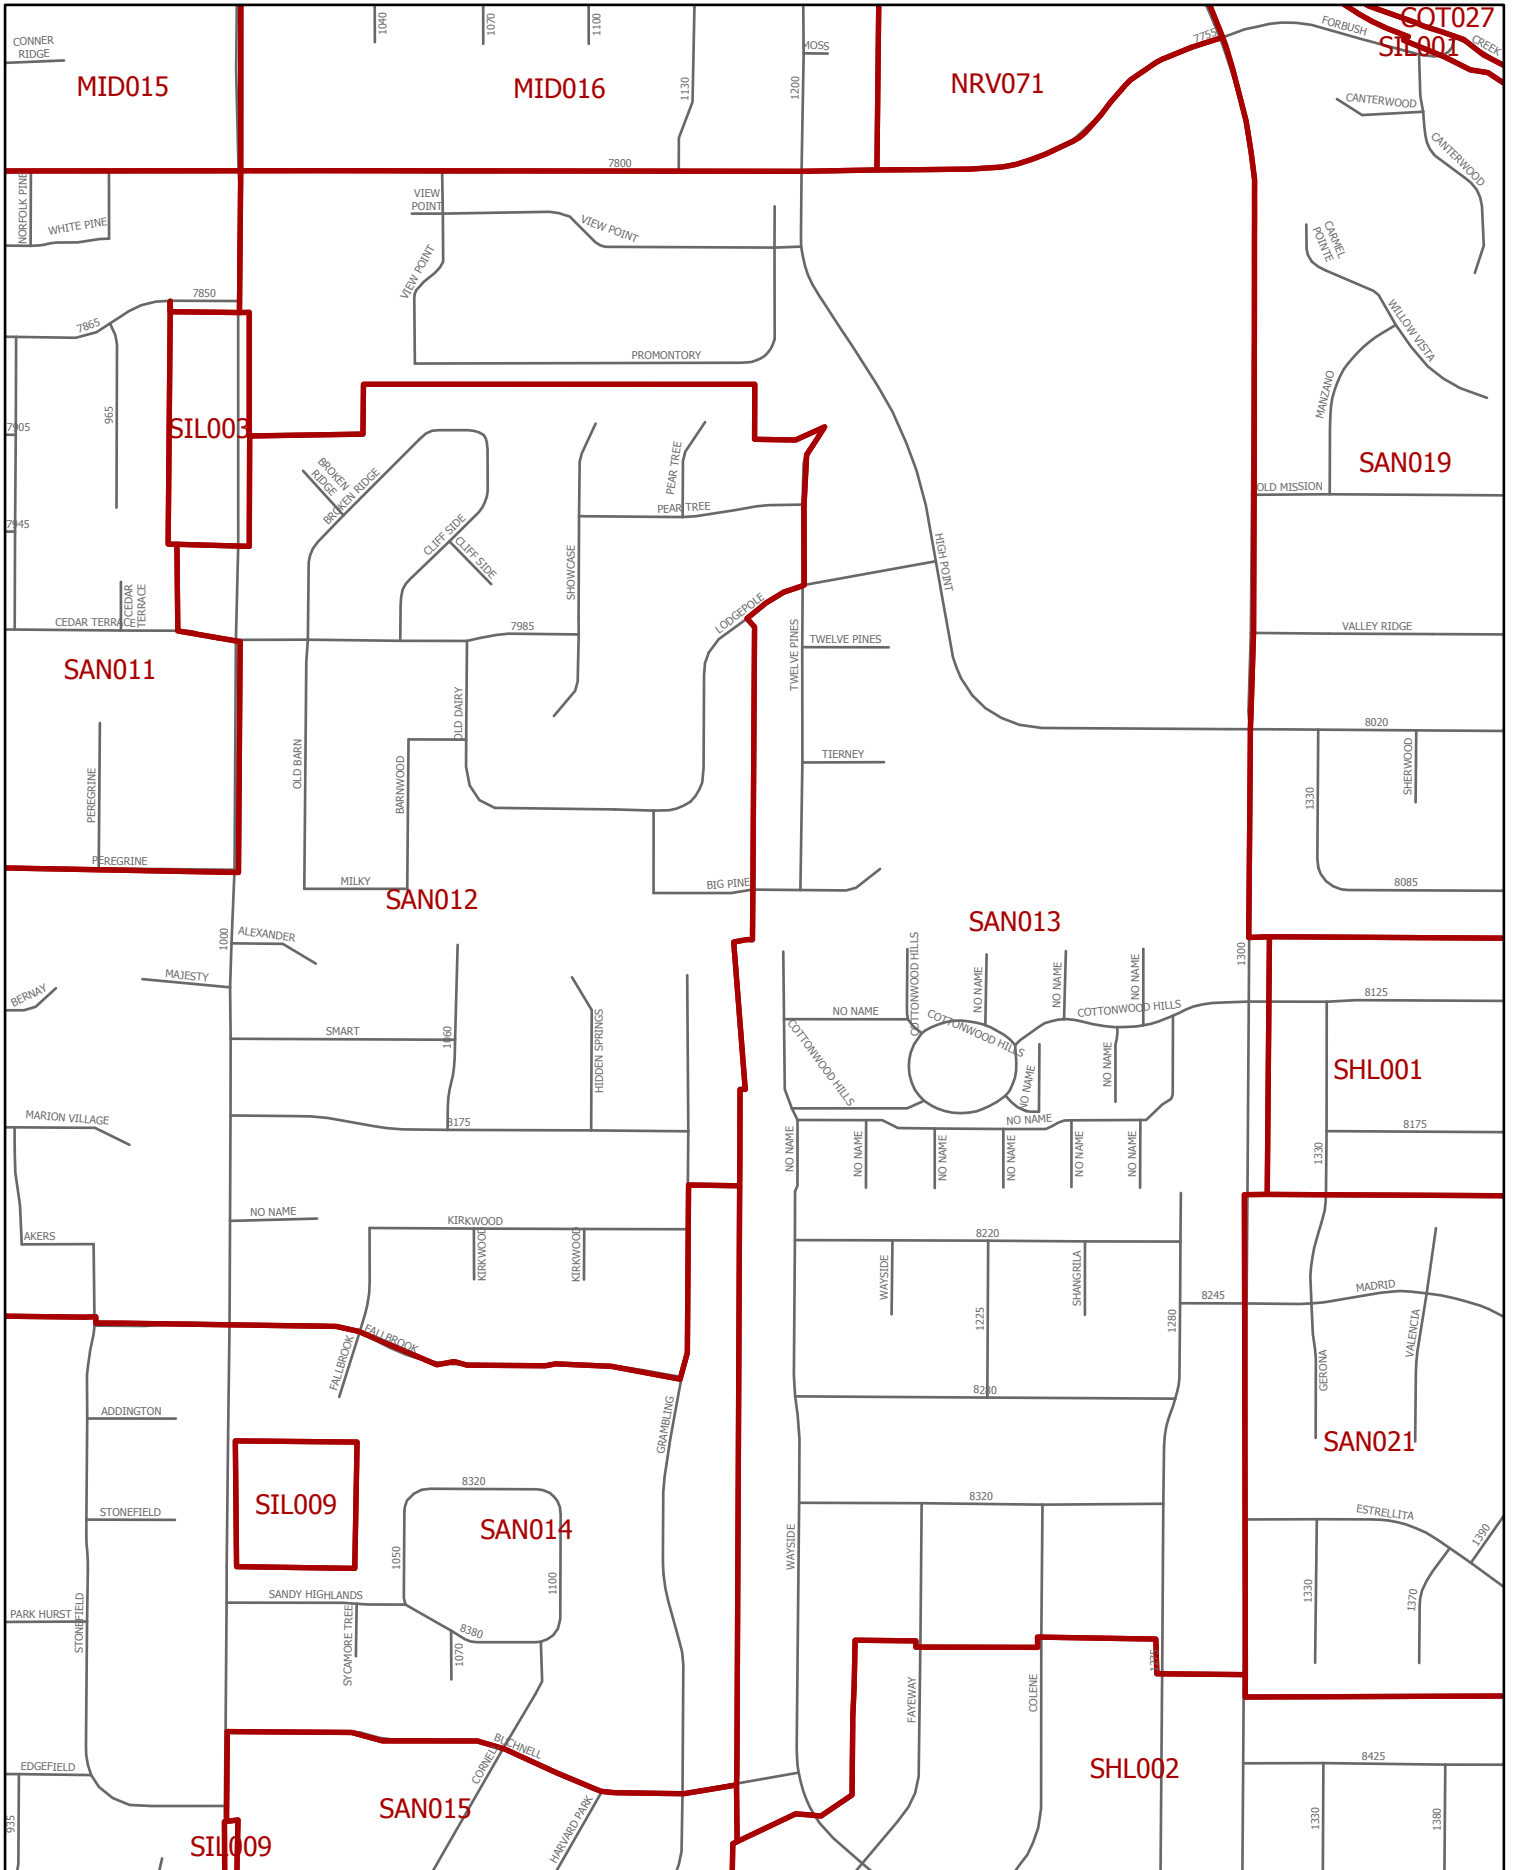 1040
1070
1100
COT027
FORBUSH
CREEK
CONNER
RIDGE
MOSS
7755
SIL001
MID015
MID016
1130
1200
NRV071
CANTERWOOD
CANTERWOOD
7800
NORFOLK PINE
WHITE PINE
VIEW
POINT
VIEW POINT
VIEW POINT
CARMEL
POINTE
7850
7865
WILLOW VISTA
PROMONTORY
MANZANO
965
7905
SIL003
SAN019
BROKEN
RIDGE
BROKEN RIDGE
PEAR TREE
PEAR TREE
OLD MISSION
7945
CLIFF SIDE
CLIFF SIDE
SHOWCASE
HIGH POINT
CEDAR
TERRACE
CEDAR TERRACE
LODGEPOLE
7985
TWELVE PINES
TWELVE PINES
VALLEY RIDGE
SAN011
OLD DAIRY
8020
OLD BARN
BARNWOOD
TIERNEY
SHERWOOD
PEREGRINE
1330
PEREGRINE
MILKY
BIG PINE
8085
SAN012
SAN013
1000
ALEXANDER
COTTONWOOD HILLS
1300
MAJESTY
BERNAY
NO NAME
NO NAME
NO NAME
8125
NO NAME
COTTONWOOD HILLS
COTTONWOOD HILLS
COTTONWOOD HILLS
SMART
1060
HIDDEN SPRINGS
NO NAME
NO NAME
SHL001
MARION VILLAGE
8175
NO NAME
8175
NO NAME
NO NAME
NO NAME
NO NAME
NO NAME
NO NAME
1330
NO NAME
KIRKWOOD
AKERS
KIRKWOOD
KIRKWOOD
8220
WAYSIDE
SHANGRILA
MADRID
8245
1225
1280
VALENCIA
FALLBROOK
FALLBROOK
GERONA
8280
ADDINGTON
GRAMBLING
SAN021
8320
SIL009
8320
STONEFIELD
SAN014
ESTRELLITA
1390
1050
1100
WAYSIDE
SANDY HIGHLANDS
1330
1370
PARK HURST
STONEFIELD
SYCAMORE TREE
8380
1070
1275
FAYEWAY
COLENE
BUCHNELL
CORNELL
EDGEFIELD
8425
SHL002
SAN015
935
HARVARD PARK
1330
1380
SIL009